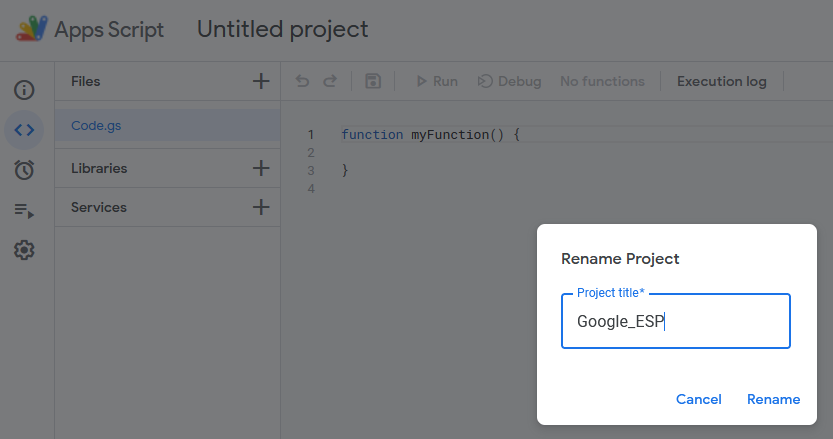 Apps Script Untitled project
Files
Run Debug No functions Execution log
Code.gs
Libraries
Services
1 function myFunction() {
2
3 }
4
Rename Project
Project title*
Google_ESP
Cancel Rename